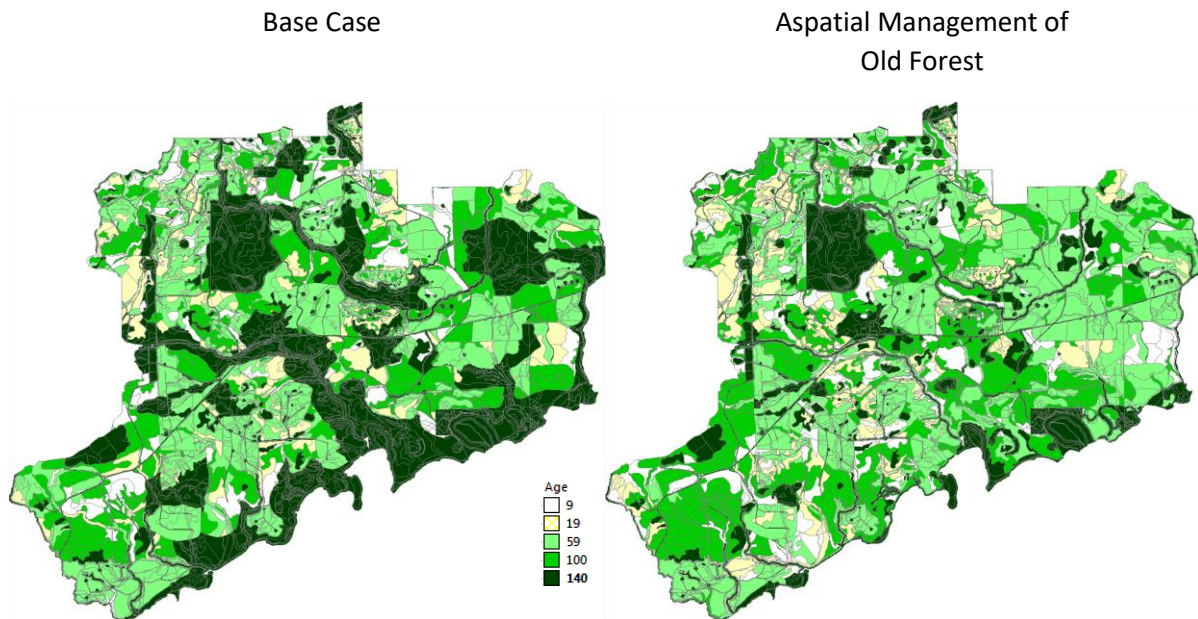 Base Case
Aspatial Management of
Old Forest
Age
9
19
59
100
140